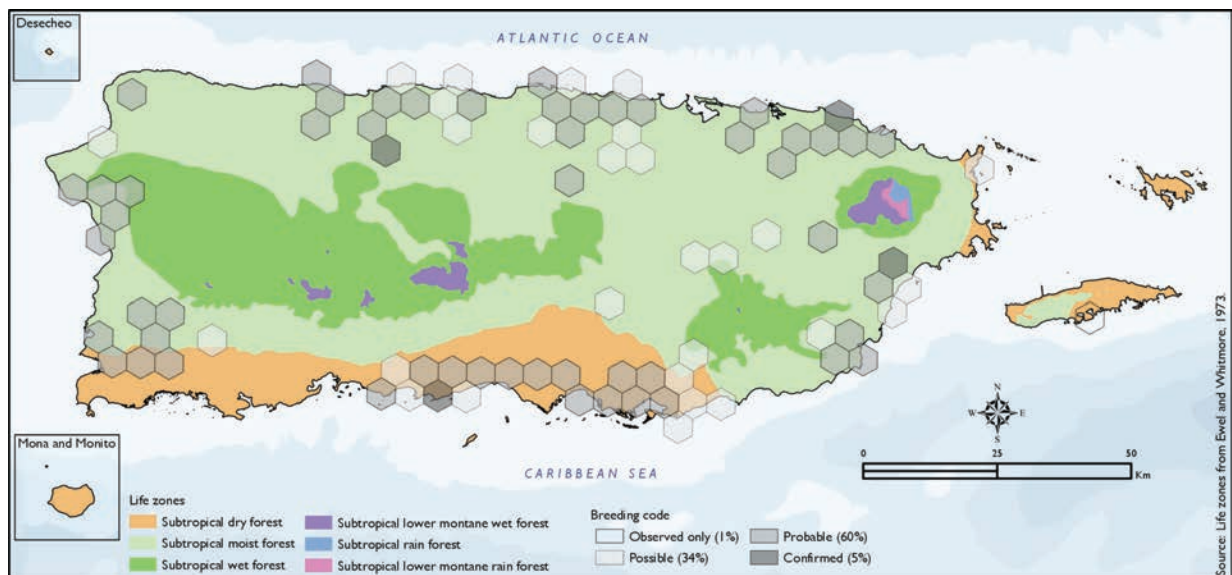 Desecheo
ATLANTIC OCEAN
Mona and Monito
CARIBBEAN SEA
N
W E
S
0 25 50
Km
Life zones
Subtropical dry forest
Subtropical moist forest
Subtropical wet forest
Subtropical lower montane wet forest
Subtropical rain forest
Subtropical lower montane rain forest
Breeding code
Observed only (1%)
Possible (34%)
Probable (60%)
Confirmed (5%)
Source: Life zones from Ewel and Whitmore, 1973.